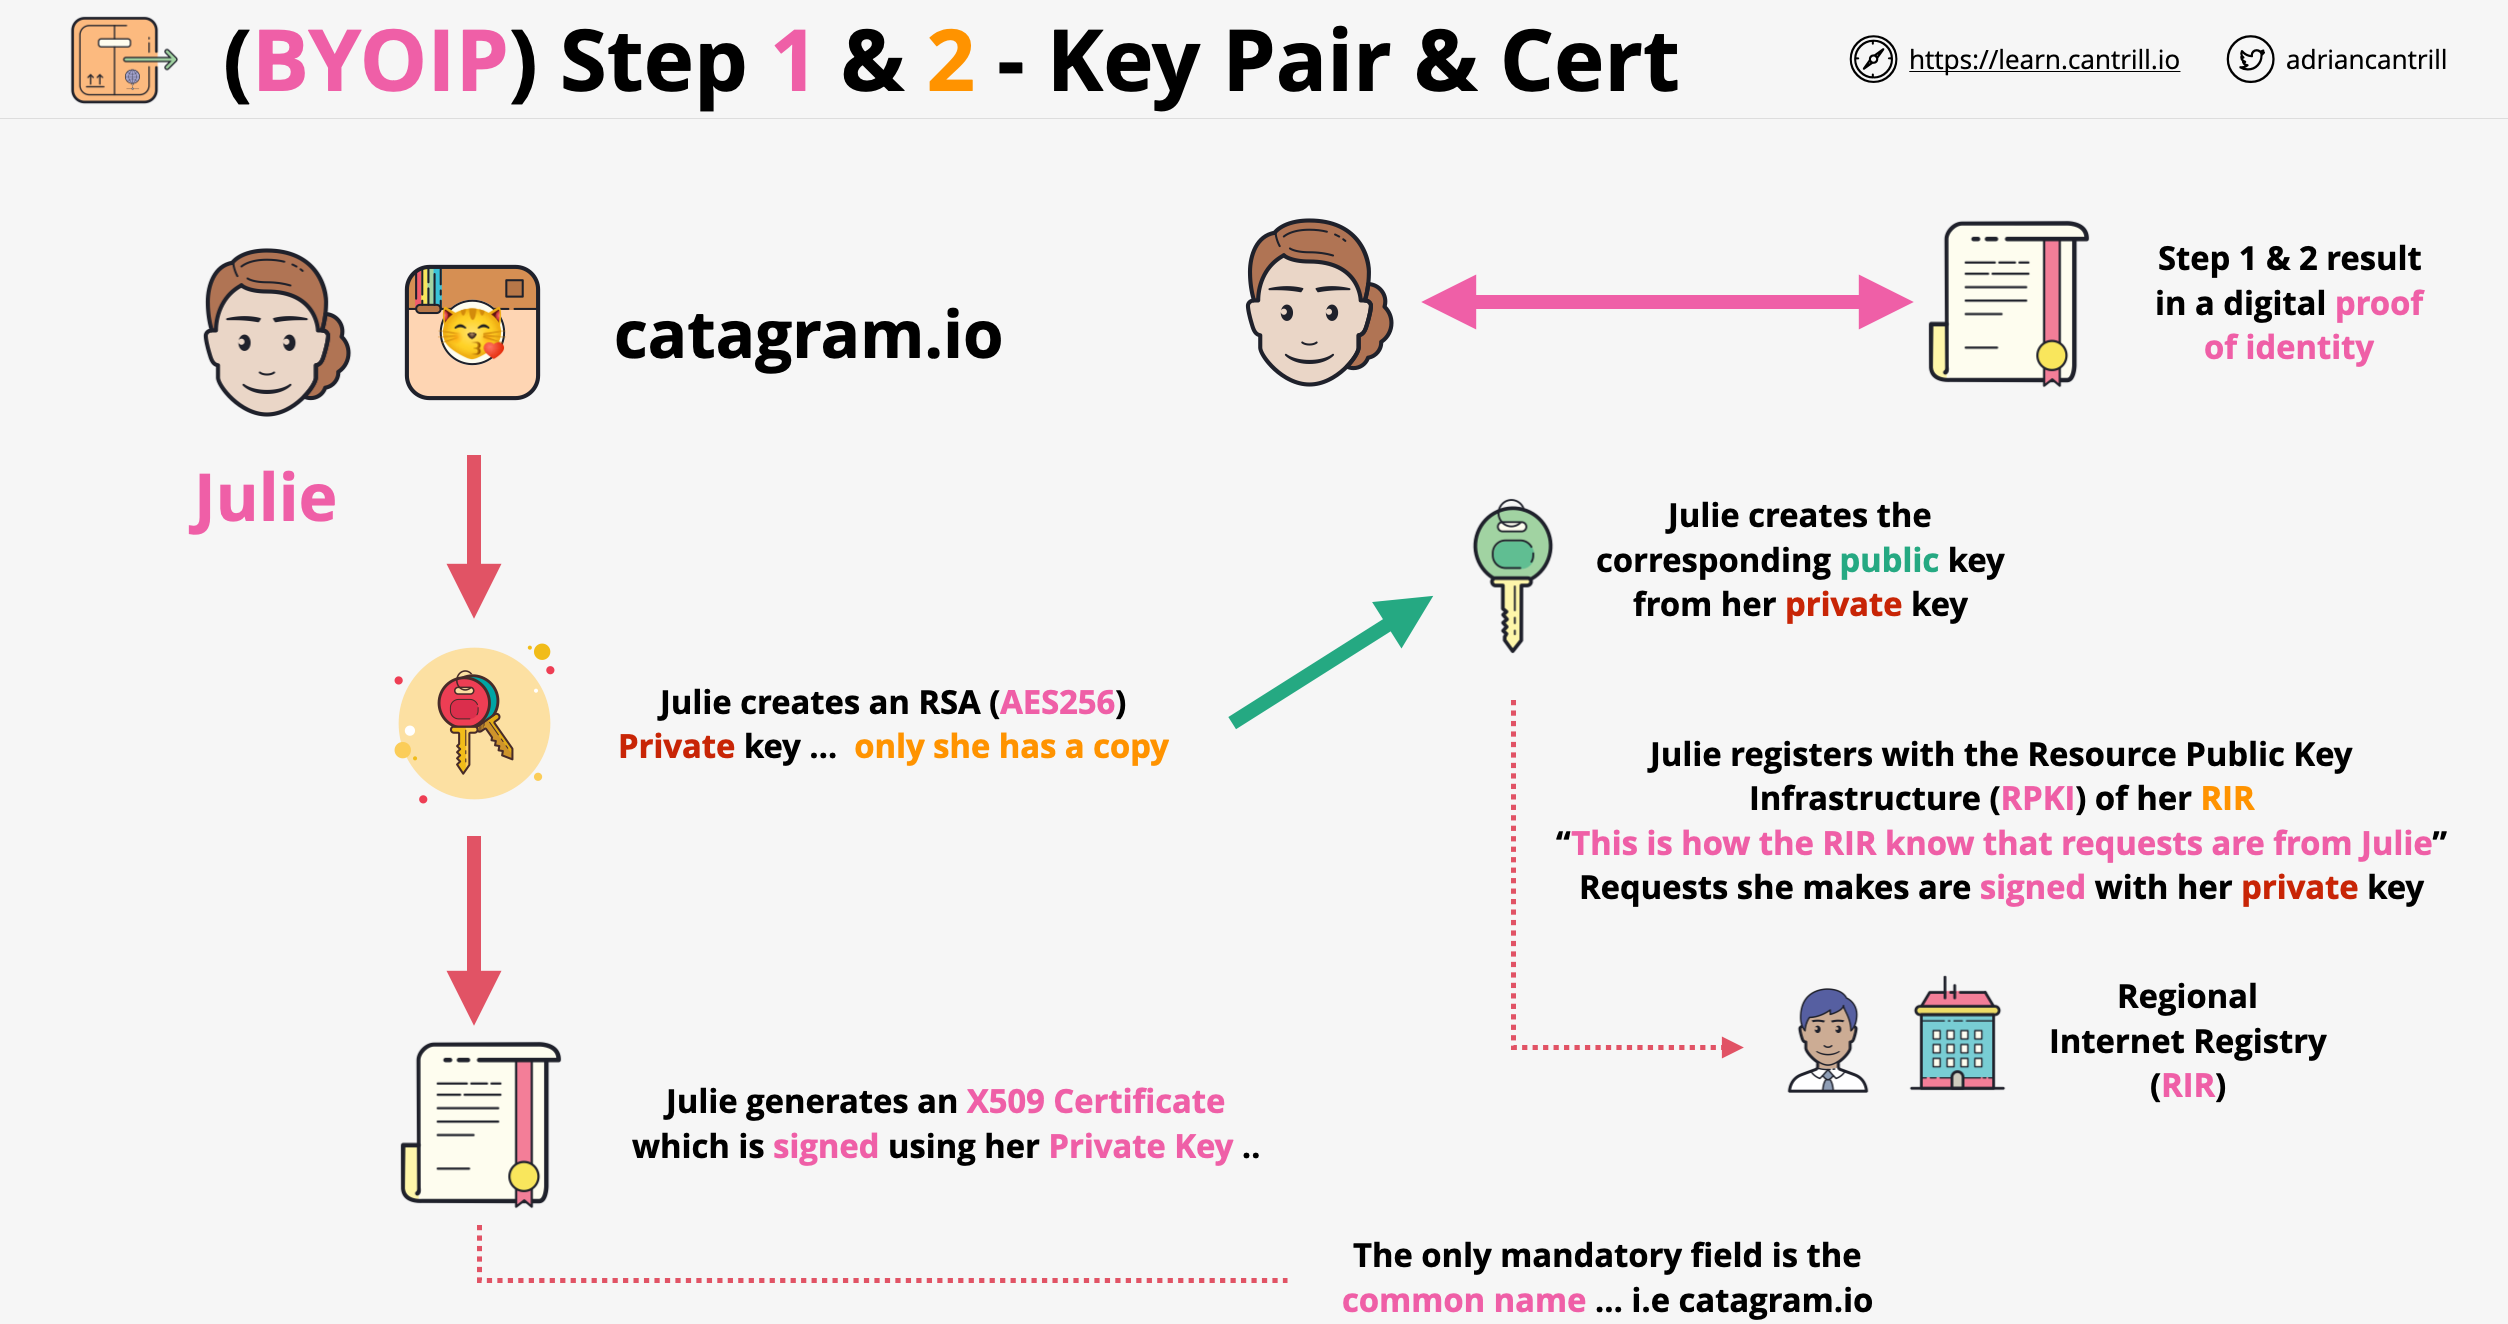 (BYOIP) Step 1 & 2 - Key Pair & Cert
https://learn.cantrill.io
adriancantrill
catagram.io
Julie
Step 1 & 2 result
in a digital proof
of identity
Julie creates the
corresponding public key
from her private key
Julie creates an RSA (AES256)
Private key ... only she has a copy
Julie registers with the Resource Public Key
Infrastructure (RPKI) of her RIR
“This is how the RIR know that requests are from Julie”
Requests she makes are signed with her private key
Regional
Internet Registry
(RIR)
Julie generates an X509 Certificate
which is signed using her Private Key ..
The only mandatory field is the
common name ... i.e catagram.io